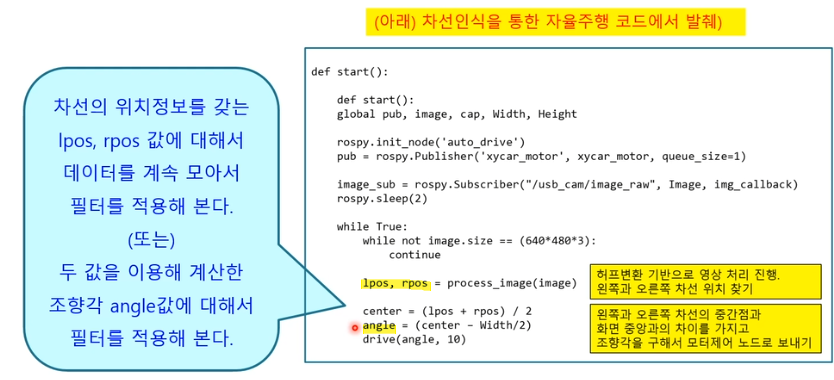 (아래) 차선인식을 통한 자율주행 코드에서 발췌)
차선의 위치정보를 갖는
lpos, rpos 값에 대해서
데이터를 계속 모아서
필터를 적용해 본다.
(또는)
두 값을 이용해 계산한
조향각 angle값에 대해서
필터를 적용해 본다.
def start():
def start():
global pub, image, cap, Width, Height
rospy.init_node('auto_drive')
pub = rospy.Publisher('xycar_motor', xycar_motor, queue_size=1)
image_sub = rospy.Subscriber("/usb_cam/image_raw", Image, img_callback)
rospy.sleep(2)
while True:
while not image.size == (640*480*3):
continue
lpos, rpos = process_image(image)
허프변환 기반으로 영상 처리 진행.
왼쪽과 오른쪽 차선 위치 찾기
center = (lpos + rpos) / 2
angle = (center – Width/2)
drive(angle, 10)
왼쪽과 오른쪽 차선의 중간점과
화면 중앙과의 차이를 가지고
조향각을 구해서 모터제어 노드로 보내기